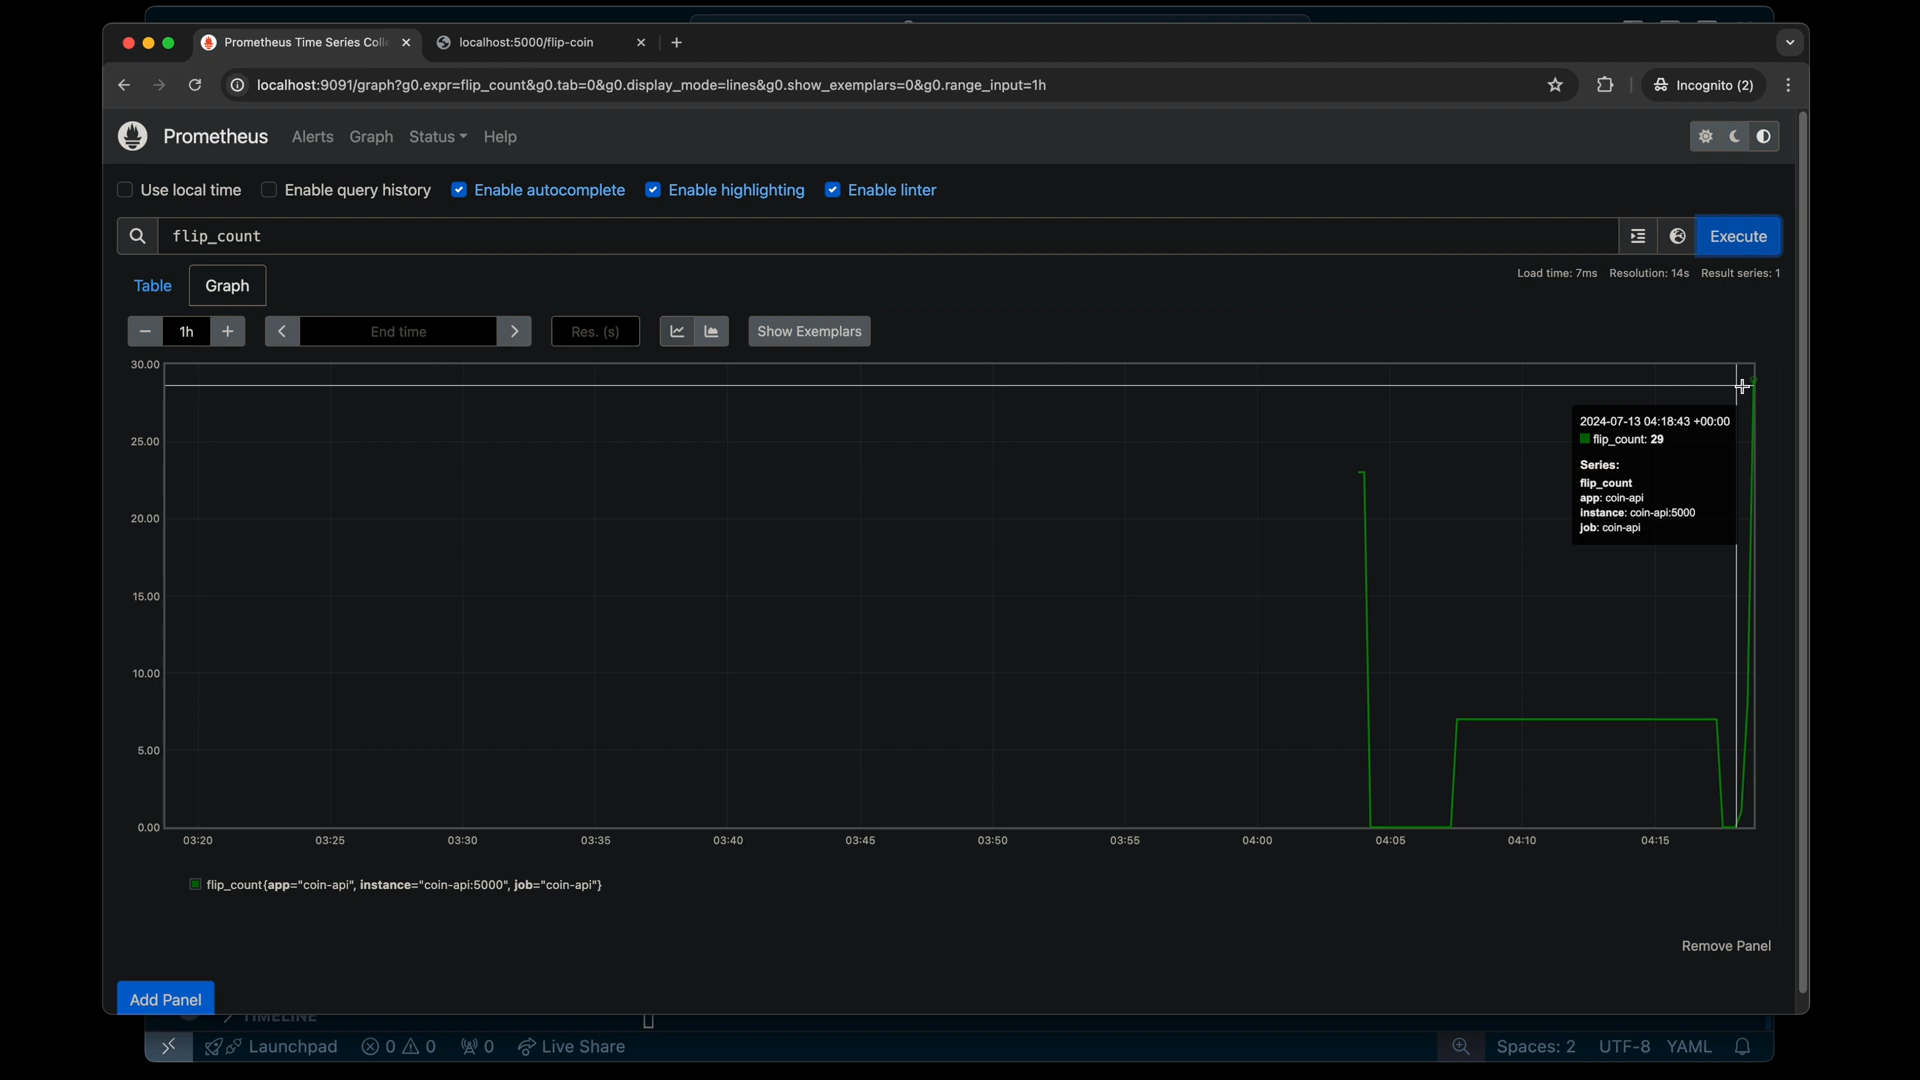 Prometheus Time Series Coll
localhost:5000/flip-coin
localhost:9091/graph?g0.expr=flip_count&g0.tab=0&g0.display_mode=lines&g0.show_exemplars=0&g0.range_input=1h
Incognito (2)
Prometheus Alerts Graph Status Help
Use local time Enable query history Enable autocomplete Enable highlighting Enable linter
flip_count
Execute
Table Graph
Load time: 7ms Resolution: 14s Result series: 1
1h End time Res. (s) Show Exemplars
30.00
25.00
20.00
15.00
10.00
5.00
0.00
2024-07-13 04:18:43 +00:00
flip_count: 29
Series:
flip_count
app: coin-api
instance: coin-api:5000
job: coin-api
03:20 03:25 03:30 03:35 03:40 03:45 03:50 03:55 04:00 04:05 04:10 04:15
flip_count{app="coin-api", instance="coin-api:5000", job="coin-api"}
Remove Panel
Add Panel
TIMELINE
Launchpad 0 0 0 Live Share Spaces: 2 UTF-8 YAML